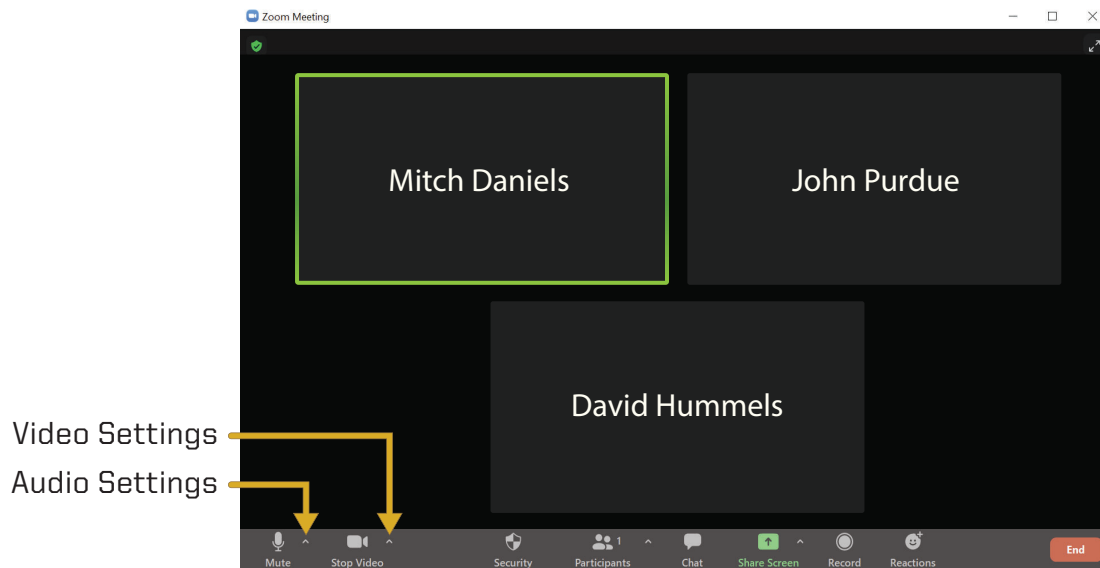 Zoom Meeting
Mitch Daniels
John Purdue
David Hummels
Video Settings
Audio Settings
1
Mute
Stop Video
Security
Participants
Chat
Share Screen
Record
Reactions
End